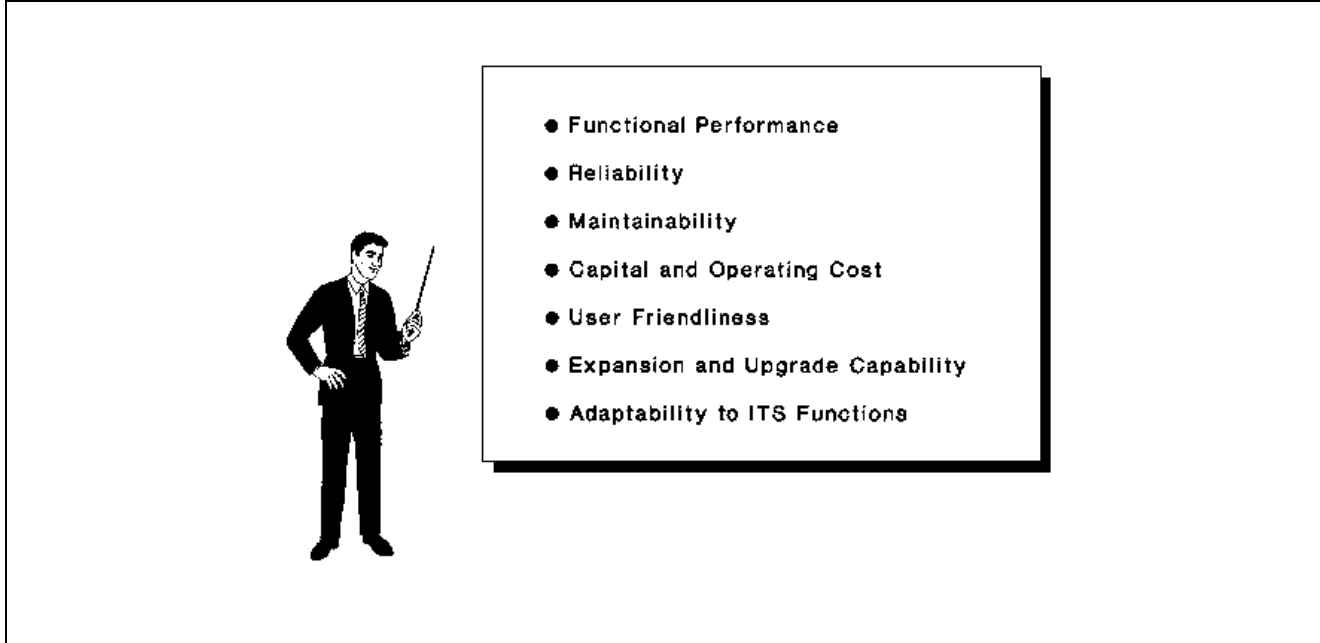 ● Functional Performance
● Reliability
● Maintainability
● Capital and Operating Cost
● User Friendliness
● Expansion and Upgrade Capability
● Adaptability to ITS Functions